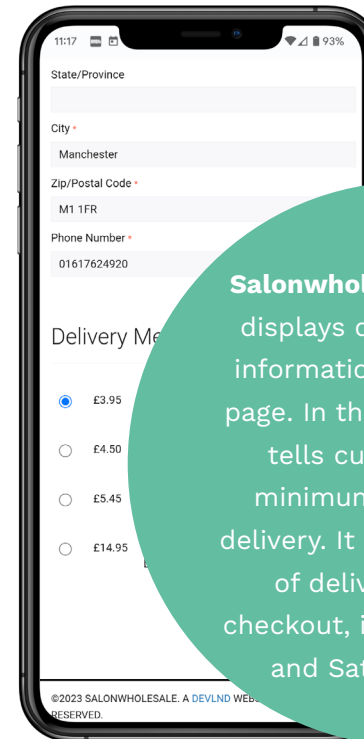 11:17
93%
State/Province
City *
Manchester
Zip/Postal Code *
M1 1FR
Phone Number *
01617624920
Delivery Me
£3.95
£4.50
£5.45
£14.95
©2023 SALONWHOLESALE. A DEVLND WEB
RESERVED.
Salonwhol
displays
informatio
page. In th
tells cu
minimun
delivery. It
of deliv
checkout, i
and Sat